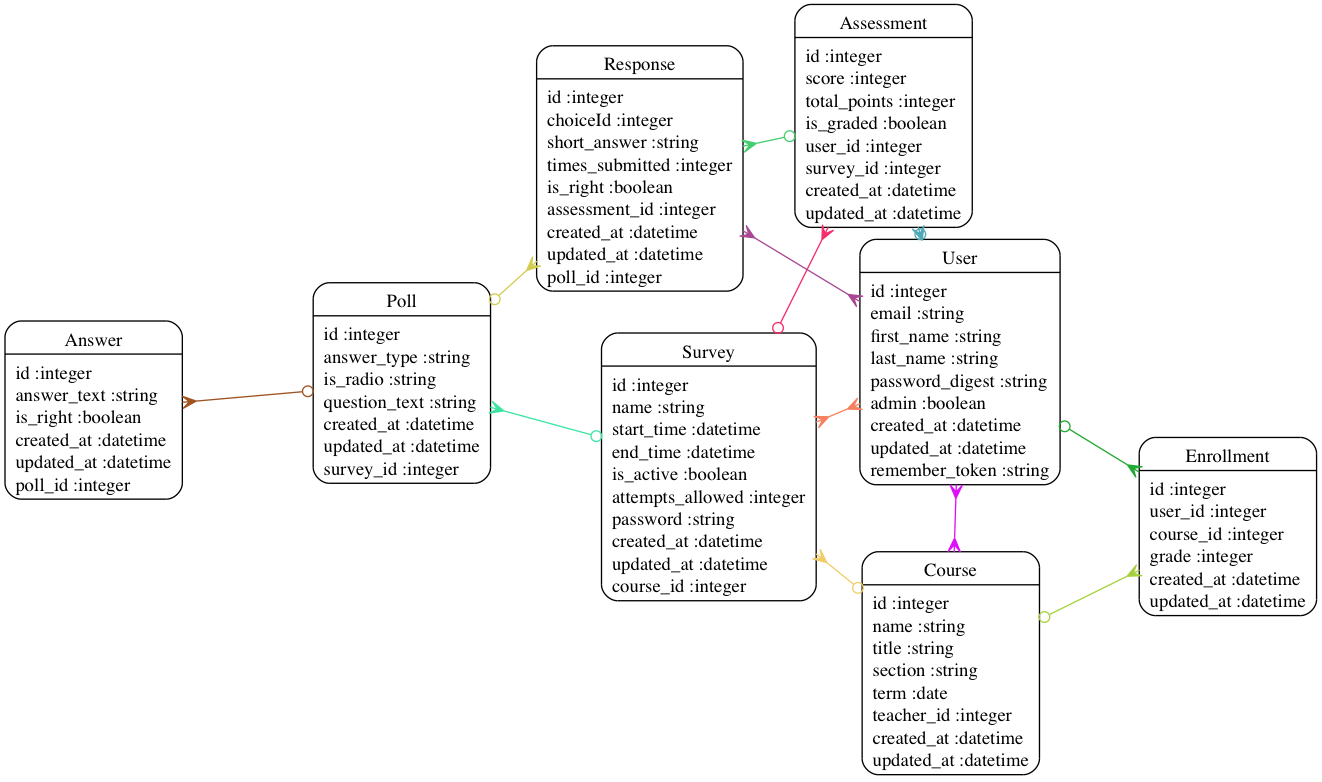 Assessment
id :integer
score :integer
total_points :integer
is_graded :boolean
user_id :integer
survey_id :integer
created_at :datetime
updated_at :datetime
Response
id :integer
choiceId :integer
short_answer :string
times_submitted :integer
is_right :boolean
assessment_id :integer
created_at :datetime
updated_at :datetime
poll_id :integer
User
id :integer
email :string
first_name :string
last_name :string
password_digest :string
admin :boolean
created_at :datetime
updated_at :datetime
remember_token :string
Poll
id :integer
answer_type :string
is_radio :string
question_text :string
created_at :datetime
updated_at :datetime
survey_id :integer
Answer
id :integer
answer_text :string
is_right :boolean
created_at :datetime
updated_at :datetime
poll_id :integer
Survey
id :integer
name :string
start_time :datetime
end_time :datetime
is_active :boolean
attempts_allowed :integer
password :string
created_at :datetime
updated_at :datetime
course_id :integer
Enrollment
id :integer
user_id :integer
course_id :integer
grade :integer
created_at :datetime
updated_at :datetime
Course
id :integer
name :string
title :string
section :string
term :date
teacher_id :integer
created_at :datetime
updated_at :datetime